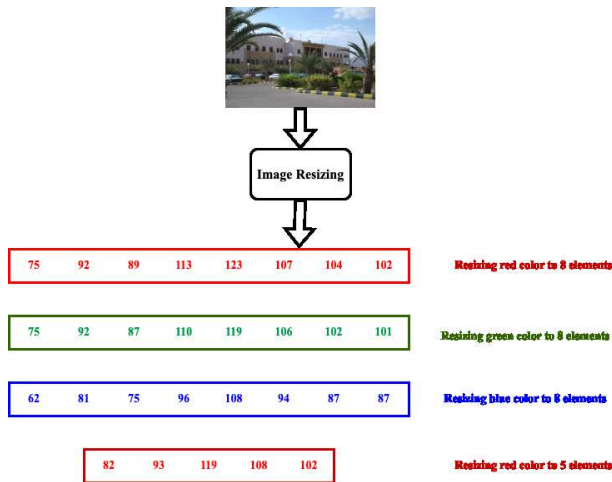 Image Resizing
75 92 89 113 123 107 104 102 Resizing red color to 8 elements
75 92 87 110 119 106 102 101 Resizing green color to 8 elements
62 81 75 96 108 94 87 87 Resizing blue color to 8 elements
82 93 119 108 102 Resizing red color to 5 elements